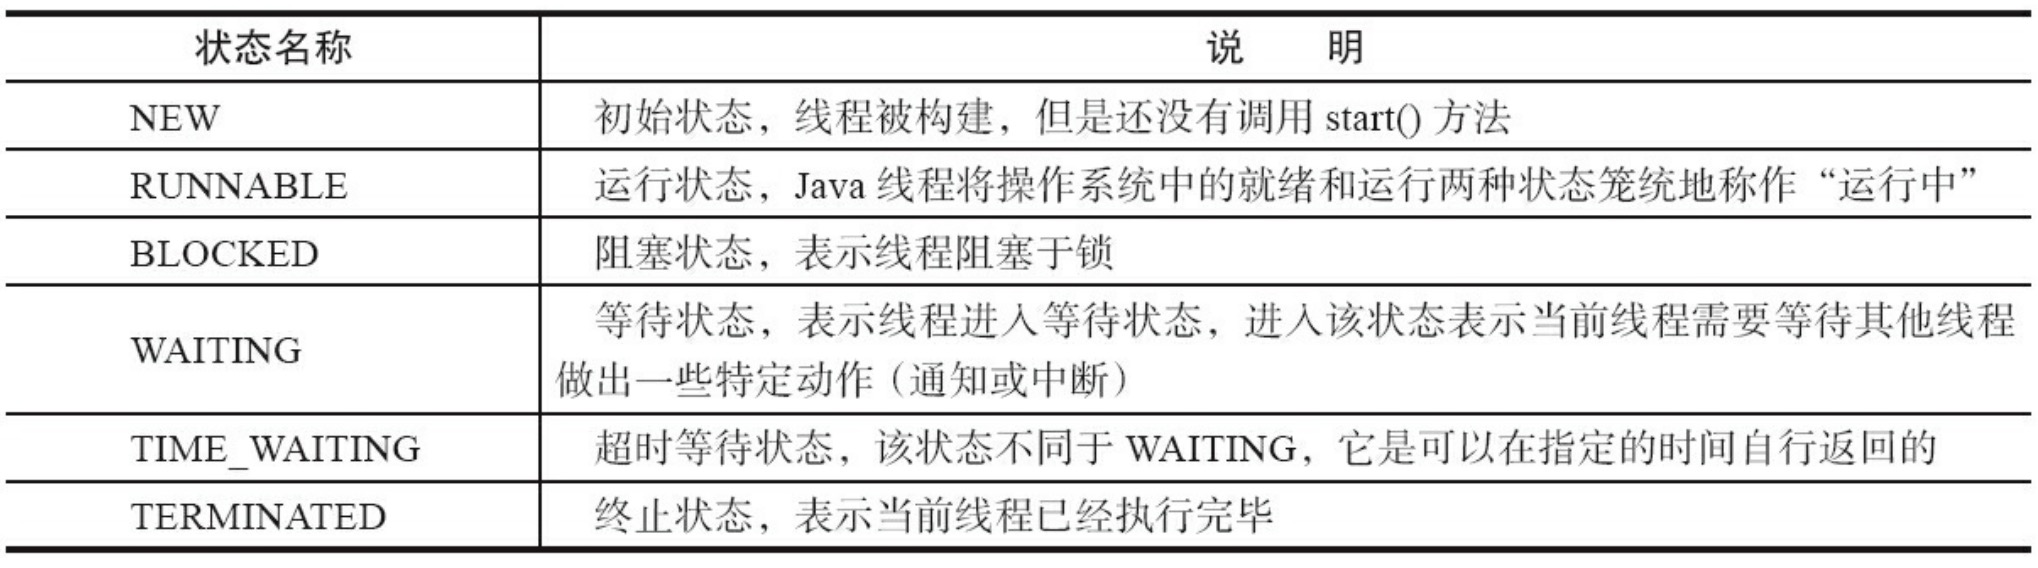 状态名称 说 明
NEW 初始状态，线程被构建，但是还没有调用 start() 方法
RUNNABLE 运行状态，Java 线程将操作系统中的就绪和运行两种状态笼统地称作“运行中”
BLOCKED 阻塞状态，表示线程阻塞于锁
WAITING 等待状态，表示线程进入等待状态，进入该状态表示当前线程需要等待其他线程
做出一些特定动作（通知或中断）
TIME_WAITING 超时等待状态，该状态不同于 WAITING，它是可以在指定的时间自行返回的
TERMINATED 终止状态，表示当前线程已经执行完毕